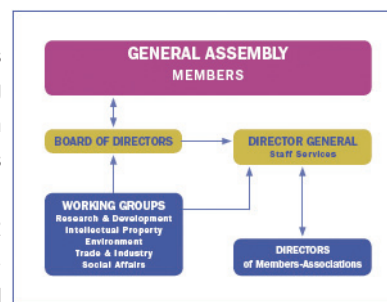 GENERAL ASSEMBLY
MEMBERS
BOARD OF DIRECTORS
DIRECTOR GENERAL
Staff Services
WORKING GROUPS
Research & Development
Intellectual Property
Environment
Trade & Industry
Social Affairs
DIRECTORS
of Members-Associations